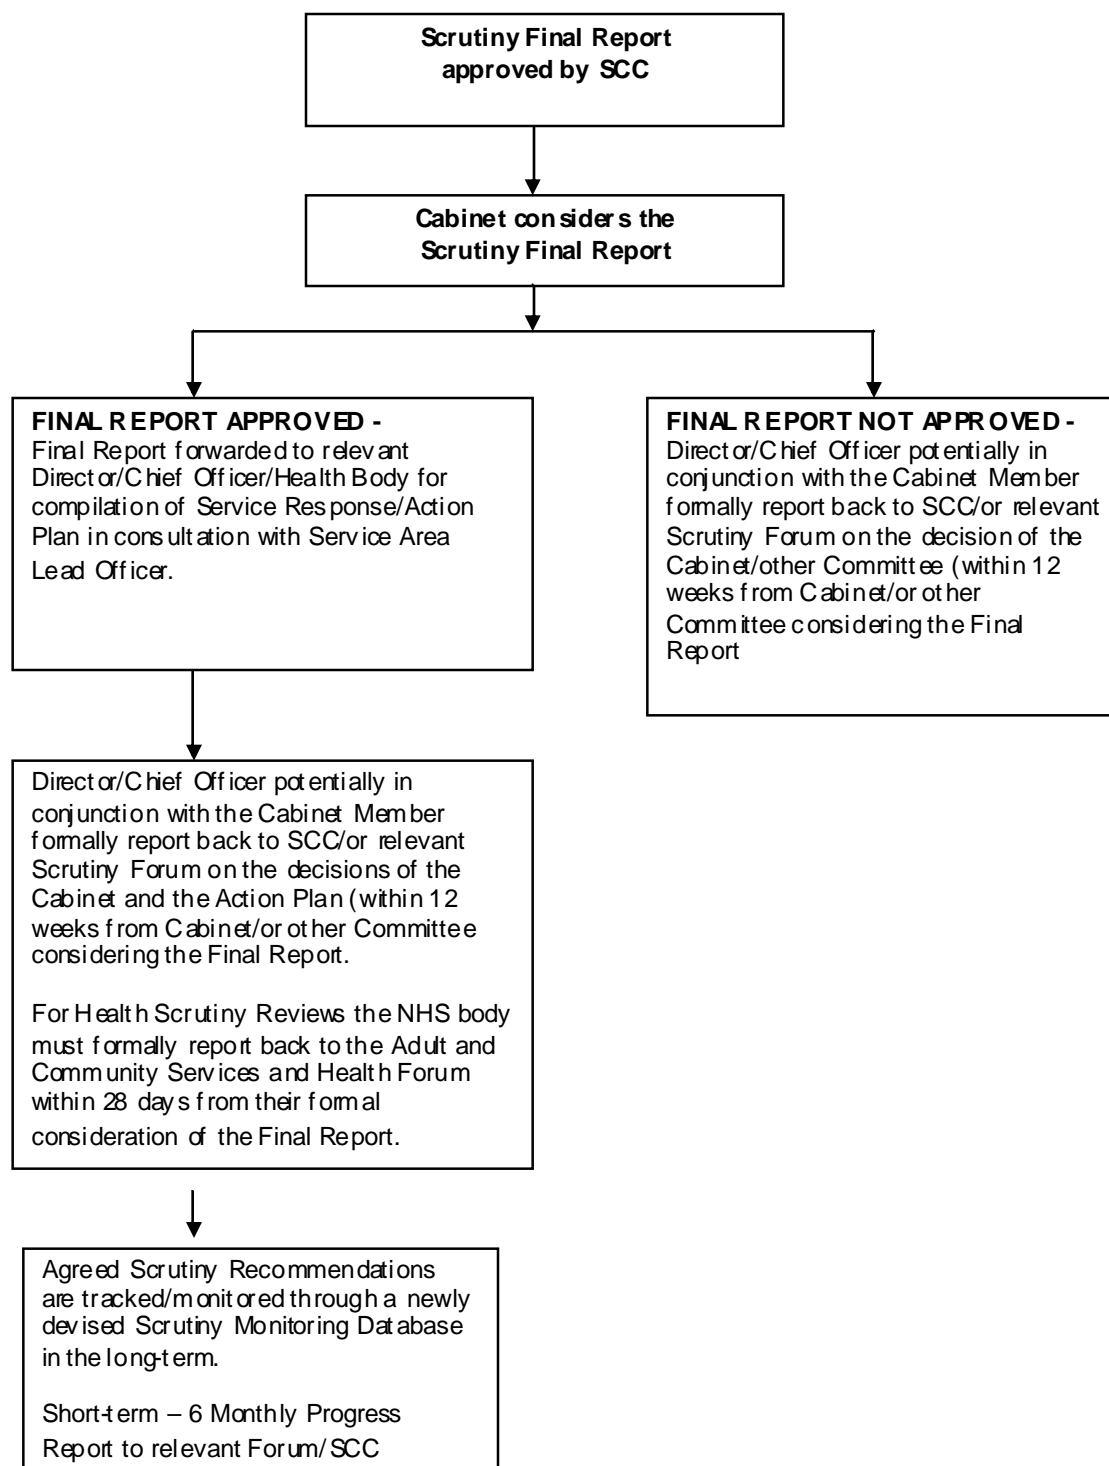 Scrutiny Final Report
approved by SCC
Cabinet considers the
Scrutiny Final Report
FINAL REPORT APPROVED -
Final Report forwarded to relevant
Director/Chief Officer/Health Body for
compilation of Service Response/Action
Plan in consultation with Service Area
Lead Officer.
FINAL REPORT NOT APPROVED -
Director/Chief Officer potentially in
conjunction with the Cabinet Member
formally report back to SCC/or relevant
Scrutiny Forum on the decision of the
Cabinet/other Committee (within 12
weeks from Cabinet/or other
Committee considering the Final
Report
Director/Chief Officer potentially in
conjunction with the Cabinet Member
formally report back to SCC/or relevant
Scrutiny Forum on the decisions of the
Cabinet and the Action Plan (within 12
weeks from Cabinet/or other Committee
considering the Final Report.
For Health Scrutiny Reviews the NHS body
must formally report back to the Adult and
Community Services and Health Forum
within 28 days from their formal
consideration of the Final Report.
Agreed Scrutiny Recommendations
are tracked/monitored through a newly
devised Scrutiny Monitoring Database
in the long-term.
Short-term – 6 Monthly Progress
Report to relevant Forum/SCC